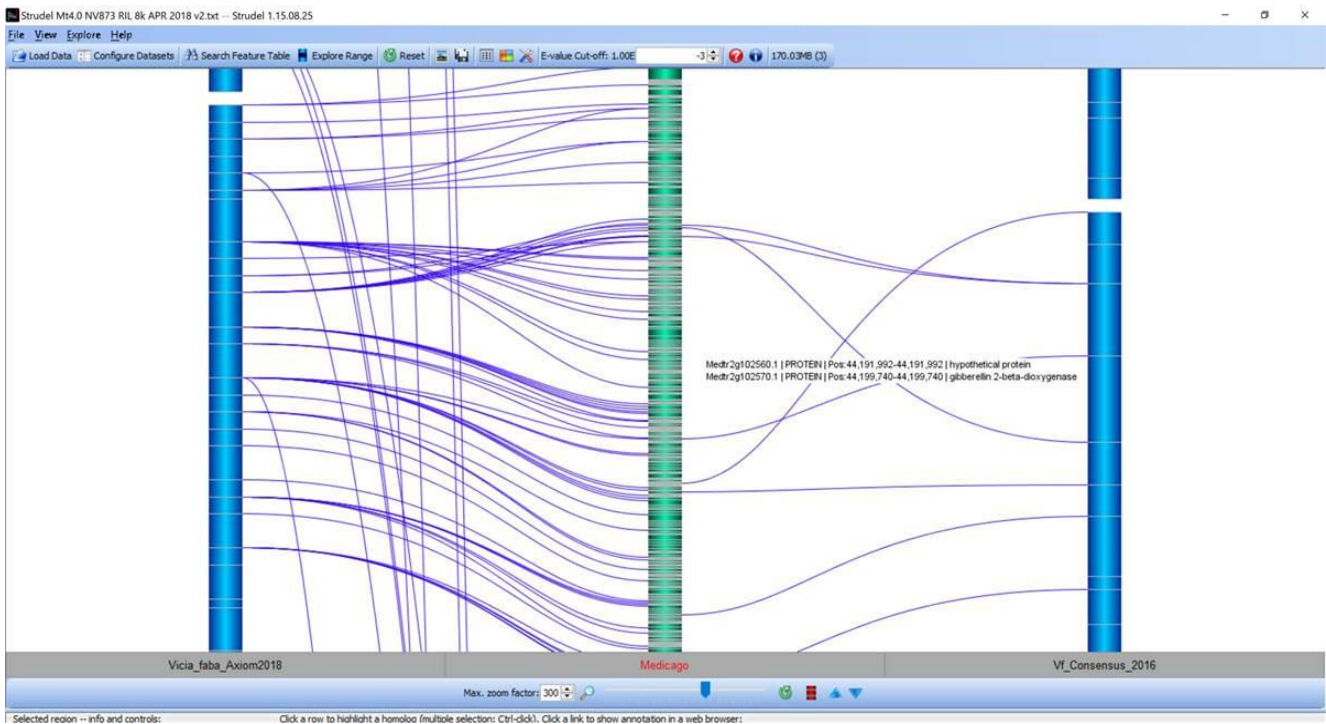 Strudel Mt4.0 NV873 RIL 8k APR 2018 v2.txt -- Strudel 1.15.08.25
File View Explore Help
Load Data Configure Datasets Search Feature Table Explore Range Reset E-value Cut-off: 1.00E -3 170.03MB (3)
Medtr2g102560.1 | PROTEIN | Pos:44,191,992-44,191,992 | hypothetical protein
Medtr2g102570.1 | PROTEIN | Pos:44,199,740-44,199,740 | gibberellin 2-beta-dioxygenase
Vicia_faba_Axiom2018 Medicago Vf_Consensus_2016
Max. zoom factor: 300
Selected region -- info and controls: Click a row to highlight a homolog (multiple selection: Ctrl-click). Click a link to show annotation in a web browser: